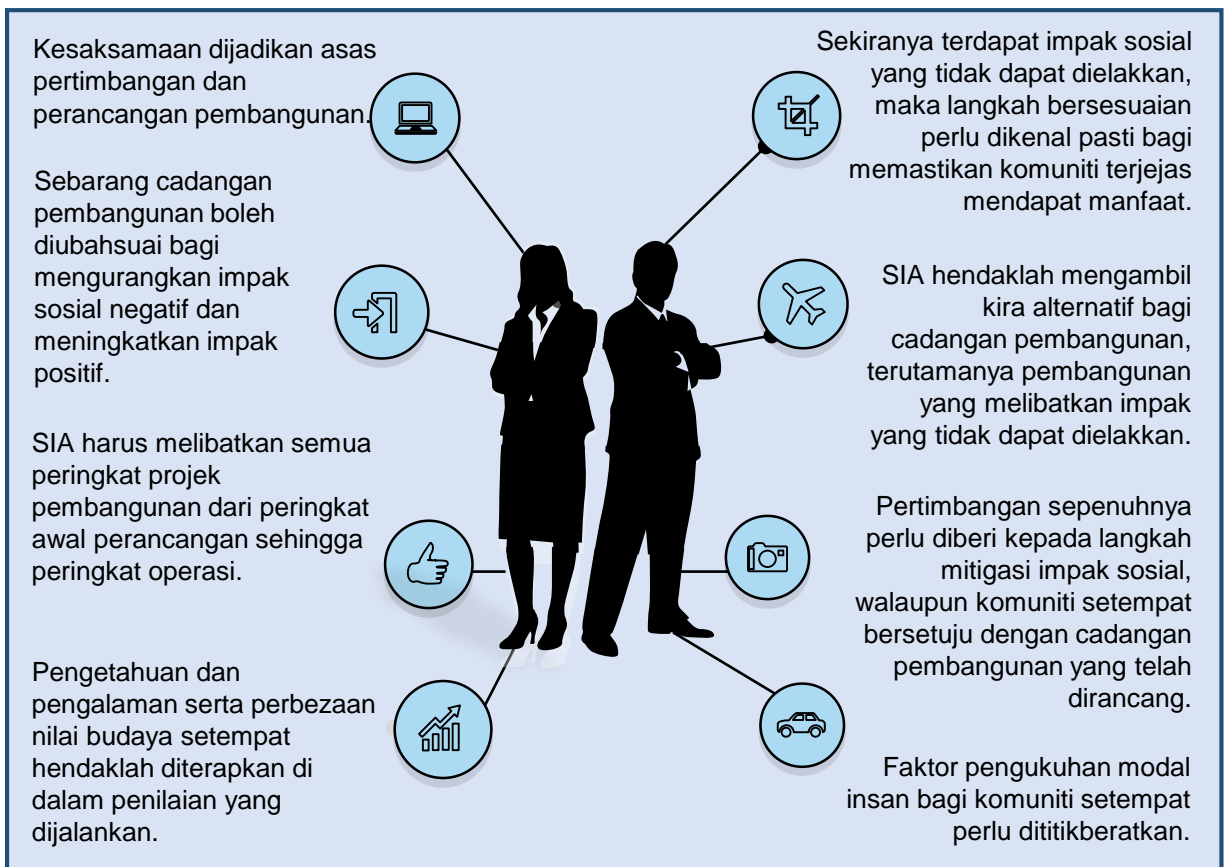 Kesaksamaan dijadikan asas
pertimbangan dan
perancangan pembangunan.
Sebarang cadangan
pembangunan boleh
diubahsuai bagi
mengurangkan impak
sosial negatif dan
meningkatkan impak
positif.
SIA harus melibatkan semua
peringkat projek
pembangunan dari peringkat
awal perancangan sehingga
peringkat operasi.
Pengetahuan dan
pengalaman serta perbezaan
nilai budaya setempat
hendaklah diterapkan di
dalam penilaian yang
dijalankan.
Sekiranya terdapat impak sosial
yang tidak dapat dielakkan,
maka langkah bersesuaian
perlu dikenal pasti bagi
memastikan komuniti terjejas
mendapat manfaat.
SIA hendaklah mengambil
kira alternatif bagi
cadangan pembangunan,
terutamanya pembangunan
yang melibatkan impak
yang tidak dapat dielakkan.
Pertimbangan sepenuhnya
perlu diberi kepada langkah
mitigasi impak sosial,
walaupun komuniti setempat
bersetuju dengan cadangan
pembangunan yang telah
dirancang.
Faktor pengukuhan modal
insan bagi komuniti setempat
perlu dititikberatkan.